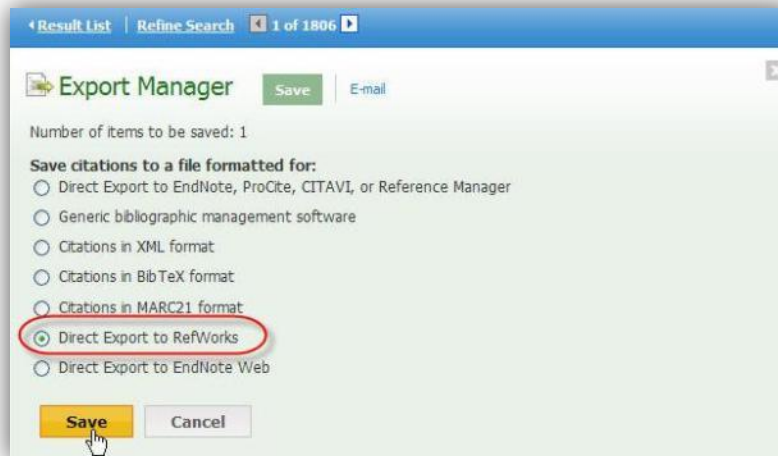 Result List | Refine Search 1 of 1806
Export Manager Save E-mail
Number of items to be saved: 1
Save citations to a file formatted for:
Direct Export to EndNote, ProCite, CITAVI, or Reference Manager
Generic bibliographic management software
Citations in XML format
Citations in BibTeX format
Citations in MARC21 format
Direct Export to RefWorks
Direct Export to EndNote Web
Save Cancel